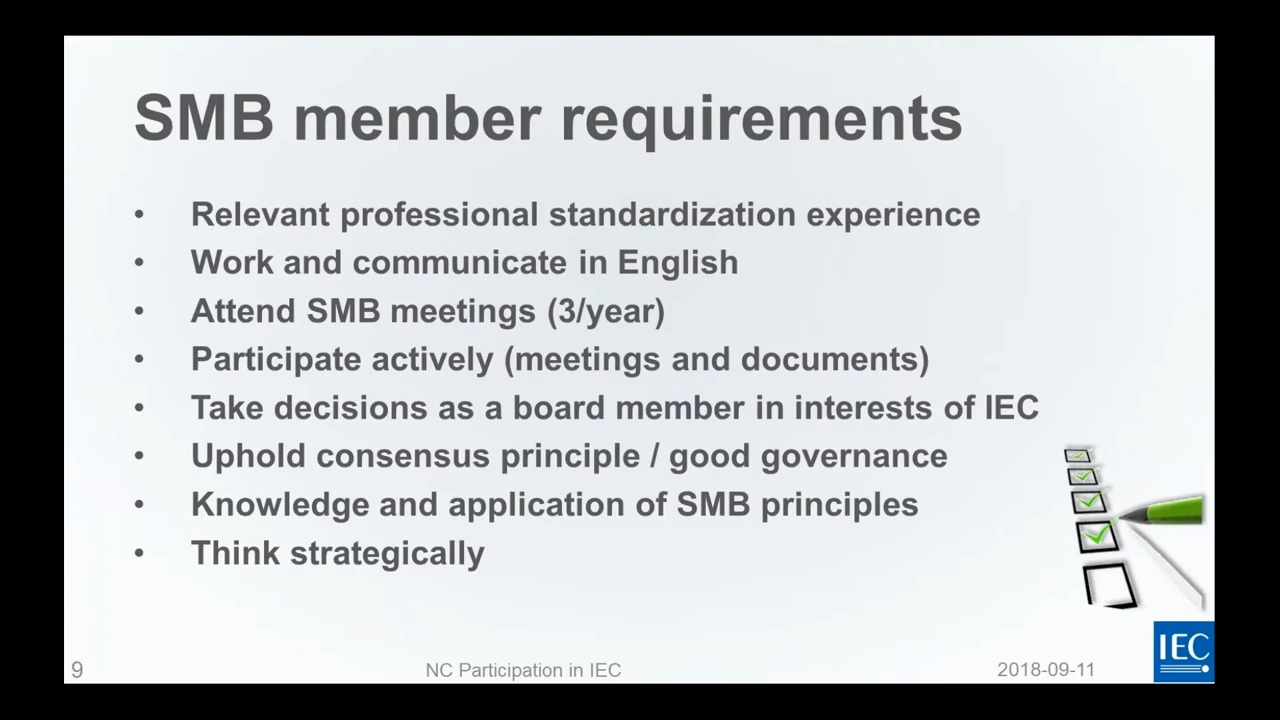 SMB member requirements
• Relevant professional standardization experience
• Work and communicate in English
• Attend SMB meetings (3/year)
• Participate actively (meetings and documents)
• Take decisions as a board member in interests of IEC
• Uphold consensus principle / good governance
• Knowledge and application of SMB principles
• Think strategically
9
NC Participation in IEC
2018-09-11
IEC